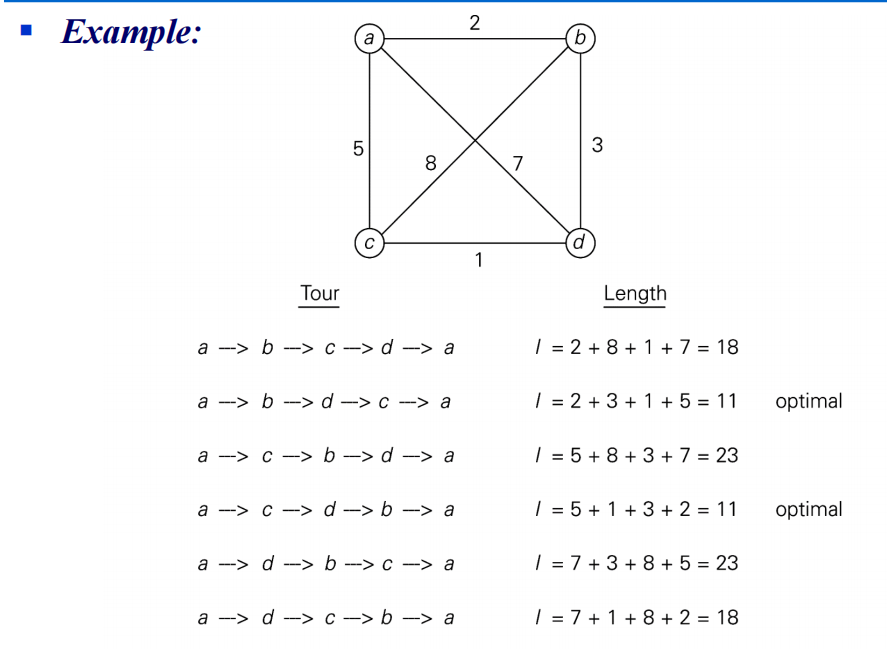 ▪ Example:
2
a b
5 8 7 3
c d
1
Tour Length
a —> b —> c —> d —> a l = 2 + 8 + 1 + 7 = 18
a —> b —> d —> c —> a l = 2 + 3 + 1 + 5 = 11 optimal
a —> c —> b —> d —> a l = 5 + 8 + 3 + 7 = 23
a —> c —> d —> b —> a l = 5 + 1 + 3 + 2 = 11 optimal
a —> d —> b —> c —> a l = 7 + 3 + 8 + 5 = 23
a —> d —> c —> b —> a l = 7 + 1 + 8 + 2 = 18